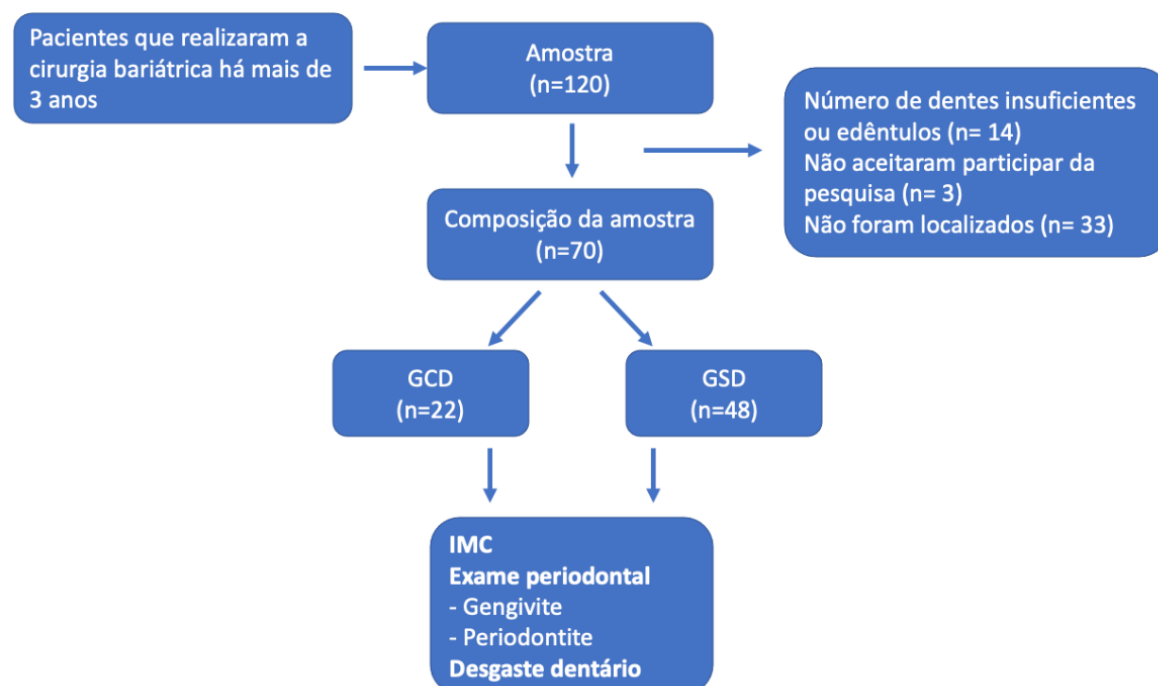 Pacientes que realizaram a
cirurgia bariátrica há mais de
3 anos
Amostra
(n=120)
Número de dentes insuficientes
ou edêntulos (n= 14)
Não aceitaram participar da
pesquisa (n= 3)
Não foram localizados (n= 33)
Composição da amostra
(n=70)
GCD
(n=22)
GSD
(n=48)
IMC
Exame periodontal
- Gengivite
- Periodontite
Desgaste dentário